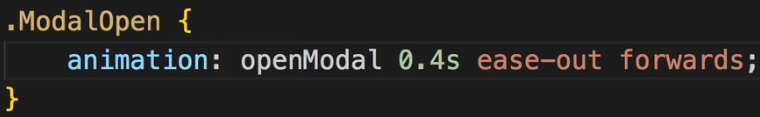 .ModalOpen {
    animation: openModal 0.4s ease-out forwards;
}